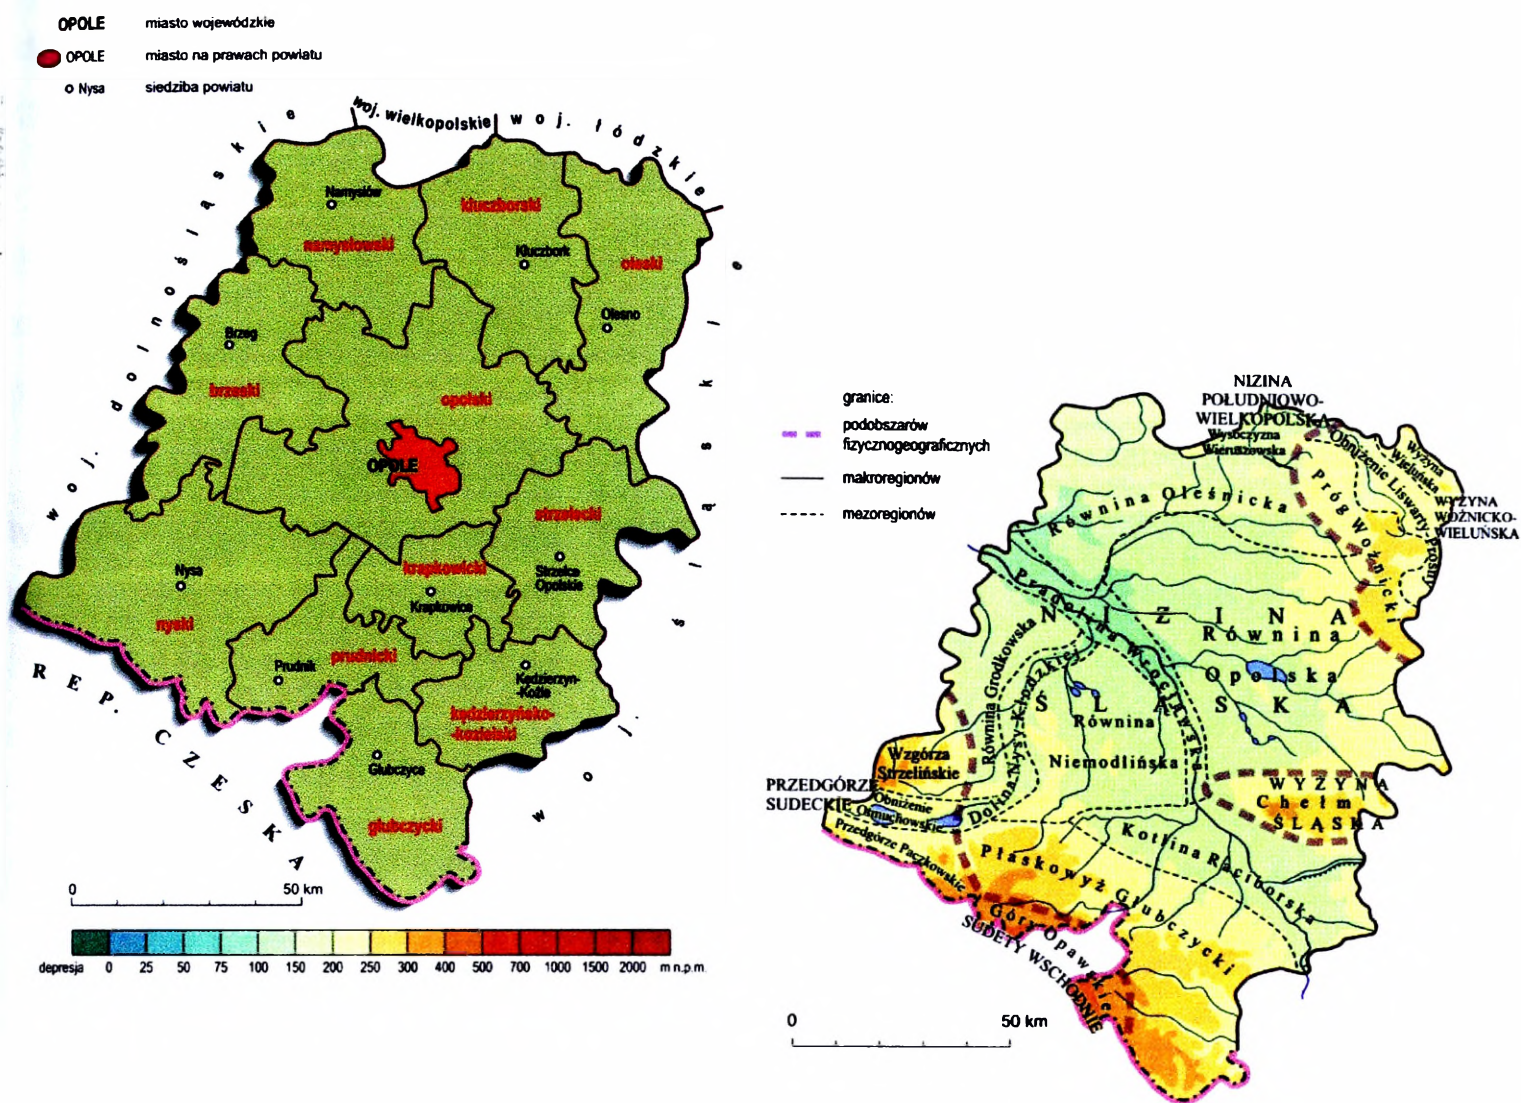 OPOLE miasto wojewódzkie
OPOLE miasto na prawach powiatu
Nysa siedziba powiatu
woj. wielkopolskie
woj. łódzkie
woj. dolnośląskie
woj. śląskie
REP. CZESKA
Namysłów
namysłowski
kluczborski
Kluczbork
oleski
Olesno
Brzeg
brzeski
opolski
OPOLE
strzelecki
Strzelce
Opolskie
krapkowicki
Krapkowice
Nysa
nyski
Prudnik
prudnicki
Kędzierzyn-
-Koźle
kędzierzyńsko-
-kozielski
Głubczyce
głubczycki
0 50 km
depresja 0 25 50 75 100 150 200 250 300 400 500 700 1000 1500 2000 m n.p.m.
granice:
podobszarów
fizycznogeograficznych
makroregionów
mezoregionów
NIZINA
POŁUDNIOWO-
WIELKOPOLSKA
Wysoczyzna
Wieruszowska
Obniżenie Liswarty-Prosny
Wyżyna
Wieluńska
WYŻYNA
WOŹNICKO-
WIELUŃSKA
Próg Woźnicki
Równina Oleśnicka
Pradolina Wrocławska
N ZINA
ŚLĄSKA
Równina
Opolska
Równina Grodkowska
Dolina Nysy Kłodzkiej
Równina
Niemodlińska
Wzgórza
Strzelińskie
PRZEDGÓRZE
SUDECKIE
Obniżenie
Otmuchowskie
Przedgórze Paczkowskie
WYŻYNA
Chełm
ŚLĄSKA
Kotlina Raciborska
Płaskowyż Głubczycki
Góry Opawskie
SUDETY WSCHODNIE
0 50 km